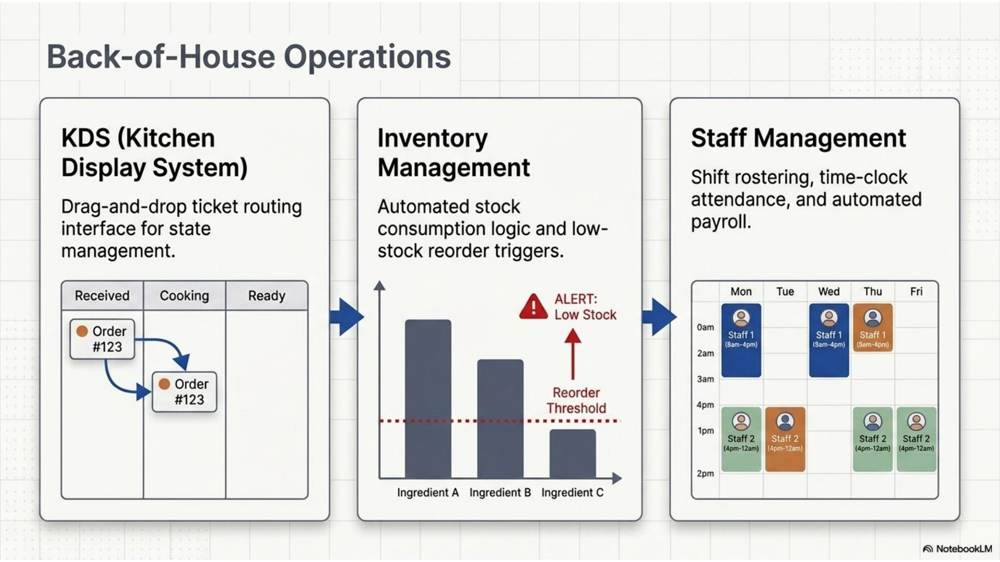 Back-of-House Operations
KDS (Kitchen
Display System)
Drag-and-drop ticket routing
interface for state
management.
Received Cooking Ready
Order
#123
Order
#123
Inventory
Management
Automated stock
consumption logic and low-
stock reorder triggers.
ALERT:
Low Stock
Reorder
Threshold
Ingredient A Ingredient B Ingredient C
Staff Management
Shift rostering, time-clock
attendance, and automated
payroll.
Mon Tue Wed Thu Fri
0am
Staff 1 Staff 1 Staff 1
(8am-4pm) (8am-4pm) (8am-4pm)
2am
3am
4pm
1pm
Staff 2 Staff 2 Staff 2 Staff 2
(4pm-12am) (4pm-12am) (4pm-12am) (4pm-12am)
2pm
NotebookLM